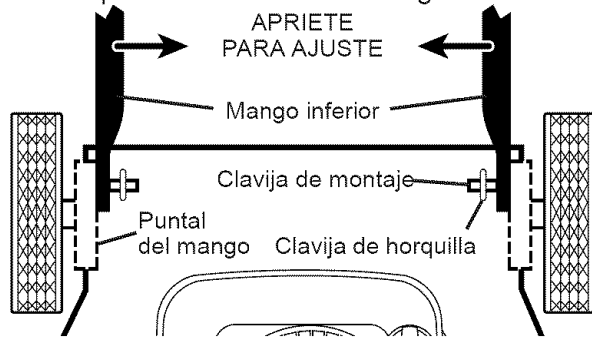 APRIETE
PARA AJUSTE
Mango inferior
Clavija de montaje
Puntal
del mango
Clavija de horquilla